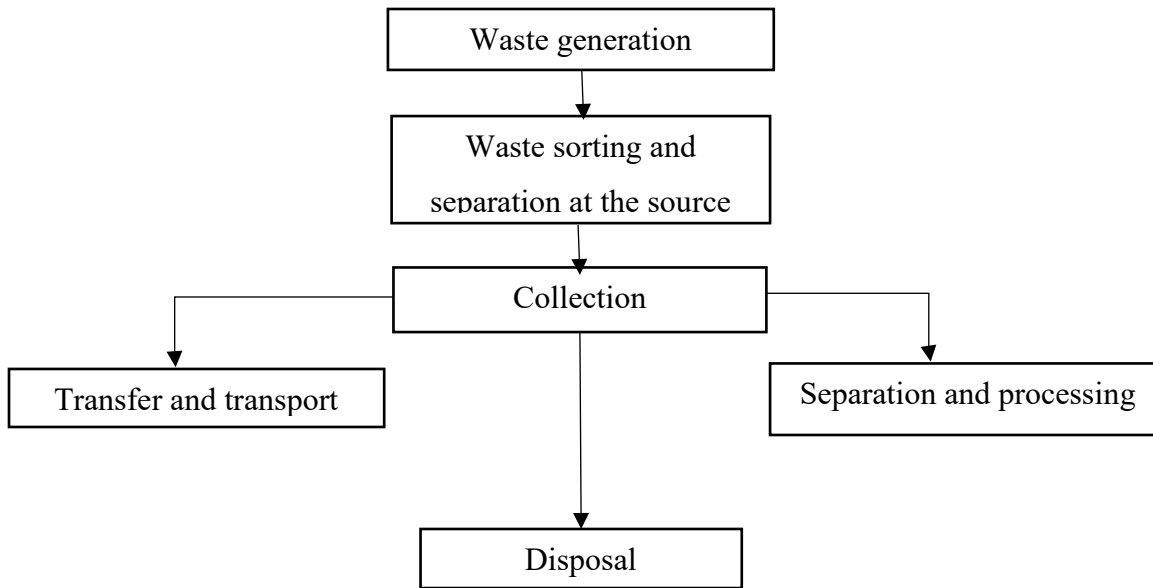 Waste generation
Waste sorting and
separation at the source
Collection
Transfer and transport
Separation and processing
Disposal